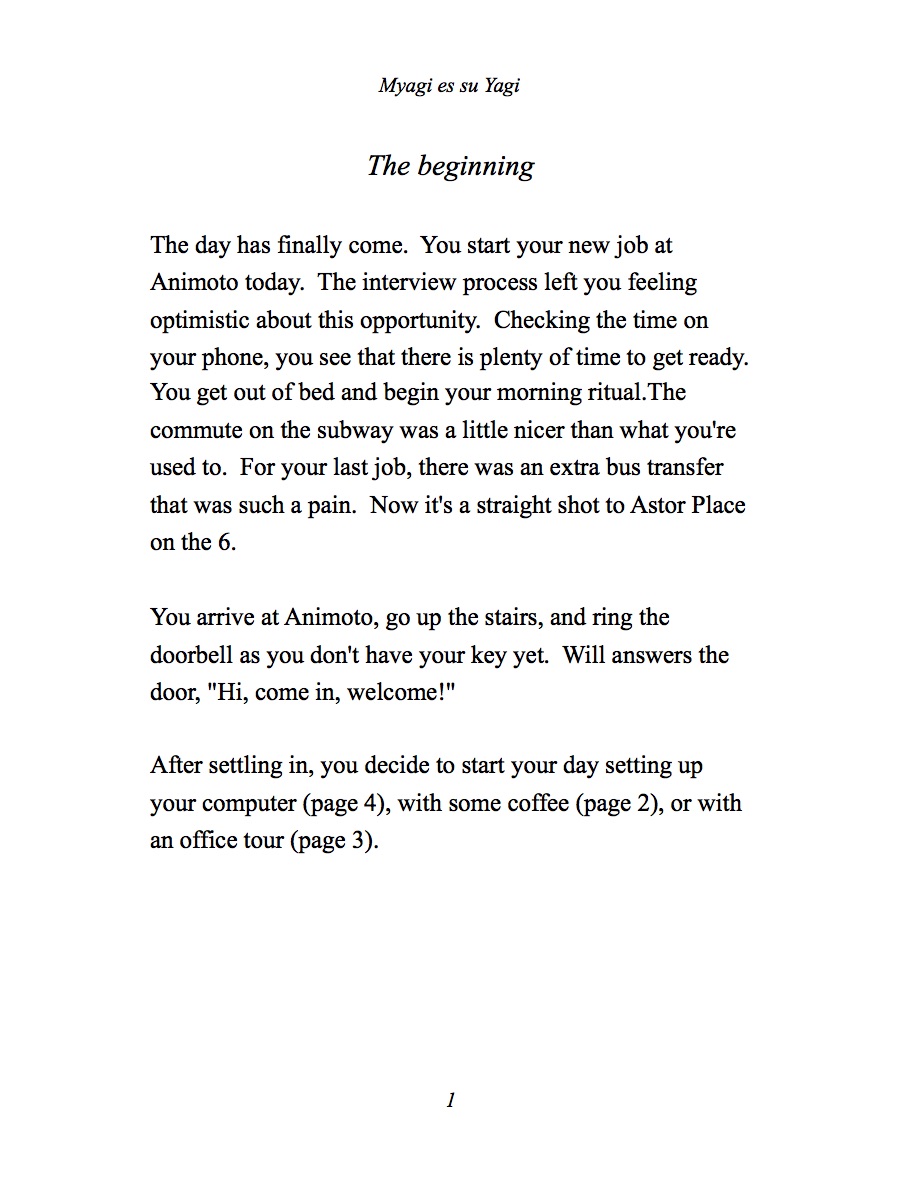 Myagi es su Yagi
The beginning
The day has finally come.  You start your new job at
Animoto today.  The interview process left you feeling
optimistic about this opportunity.  Checking the time on
your phone, you see that there is plenty of time to get ready.
You get out of bed and begin your morning ritual.The
commute on the subway was a little nicer than what you're
used to.  For your last job, there was an extra bus transfer
that was such a pain.  Now it's a straight shot to Astor Place
on the 6.
You arrive at Animoto, go up the stairs, and ring the
doorbell as you don't have your key yet.  Will answers the
door, "Hi, come in, welcome!"
After settling in, you decide to start your day setting up
your computer (page 4), with some coffee (page 2), or with
an office tour (page 3).
1